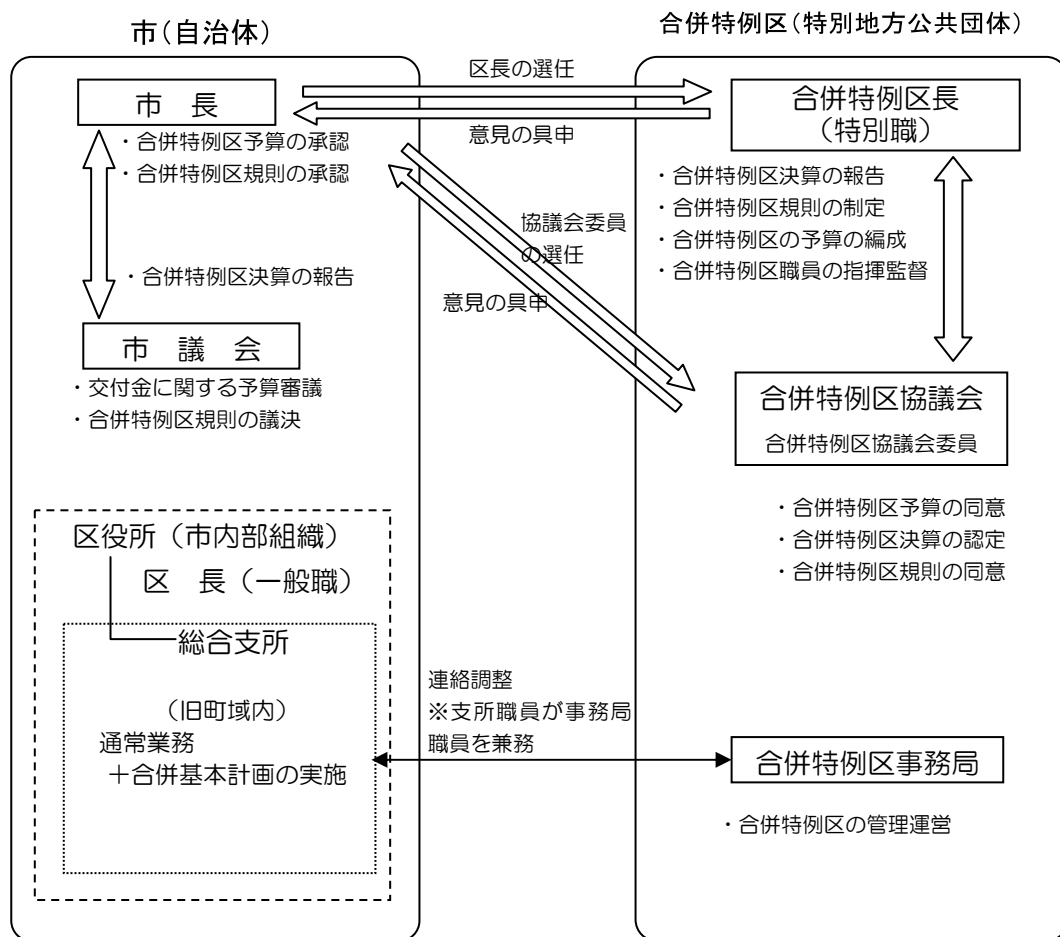 市(自治体)
合併特例区(特別地方公共団体)
市 長
・合併特例区予算の承認
・合併特例区規則の承認
・合併特例区決算の報告
市 議 会
・交付金に関する予算審議
・合併特例区規則の議決
区長の選任
意見の具申
協議会委員
の選任
意見の具申
合併特例区長
(特別職)
・合併特例区決算の報告
・合併特例区規則の制定
・合併特例区の予算の編成
・合併特例区職員の指揮監督
合併特例区協議会
合併特例区協議会委員
・合併特例区予算の同意
・合併特例区決算の認定
・合併特例区規則の同意
区役所(市内部組織)
区 長(一般職)
総合支所
(旧町域内)
通常業務
+合併基本計画の実施
連絡調整
※支所職員が事務局
職員を兼務
合併特例区事務局
・合併特例区の管理運営